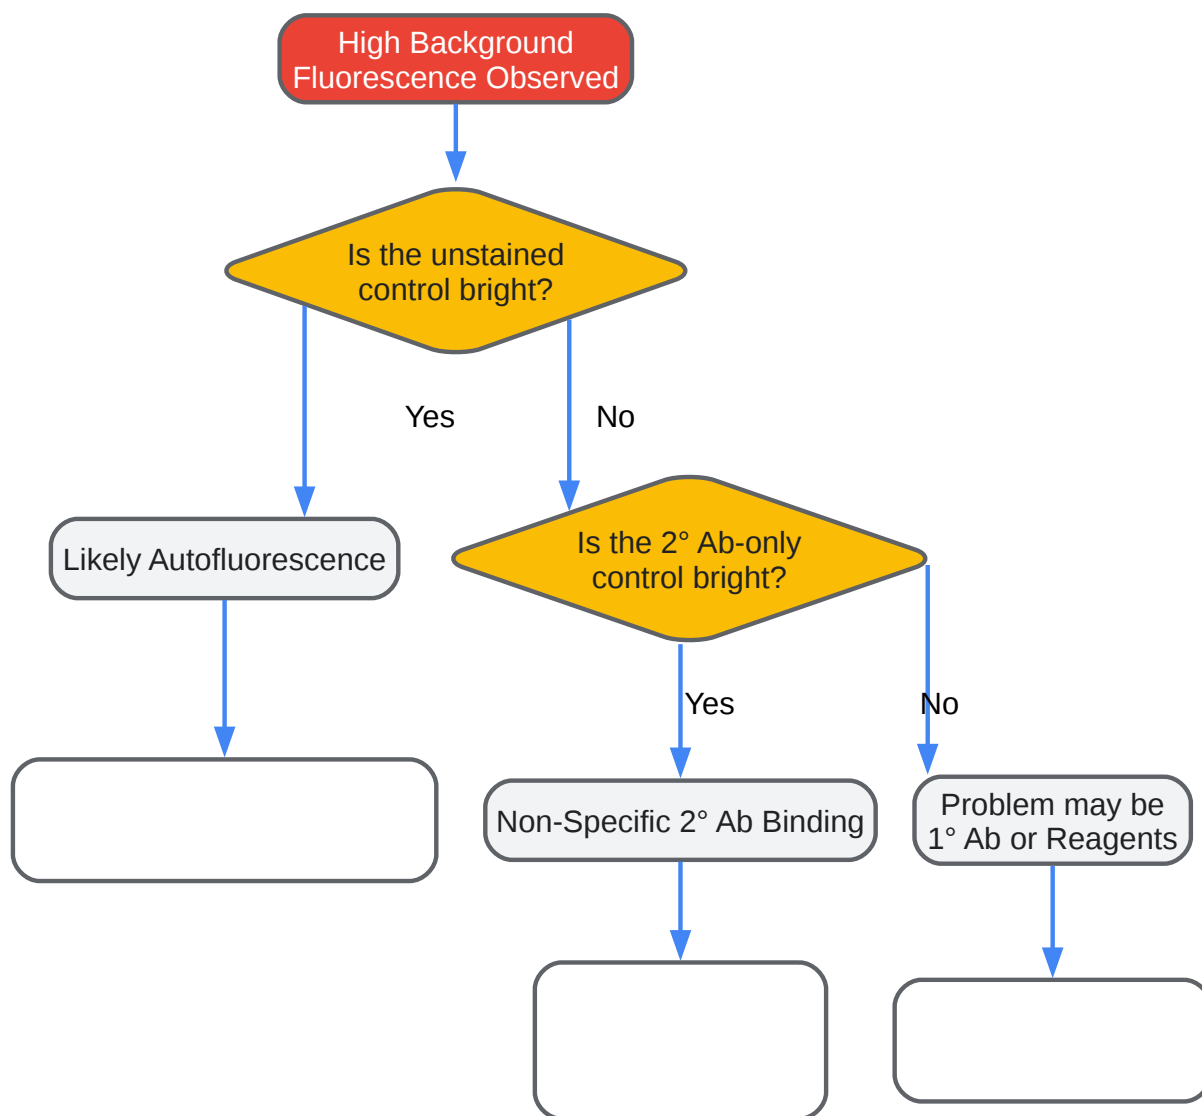 High Background
Fluorescence Observed
Is the unstained
control bright?
Yes
No
Likely Autofluorescence
Is the 2° Ab-only
control bright?
Yes
No
Non-Specific 2° Ab Binding
Problem may be
1° Ab or Reagents